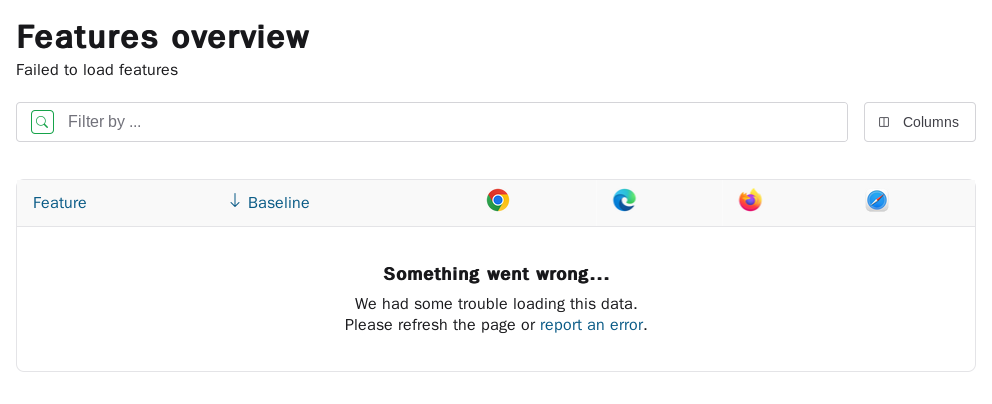 Features overview
Failed to load features
Filter by ...
Columns
Feature
Baseline
Something went wrong...
We had some trouble loading this data.
Please refresh the page or report an error.